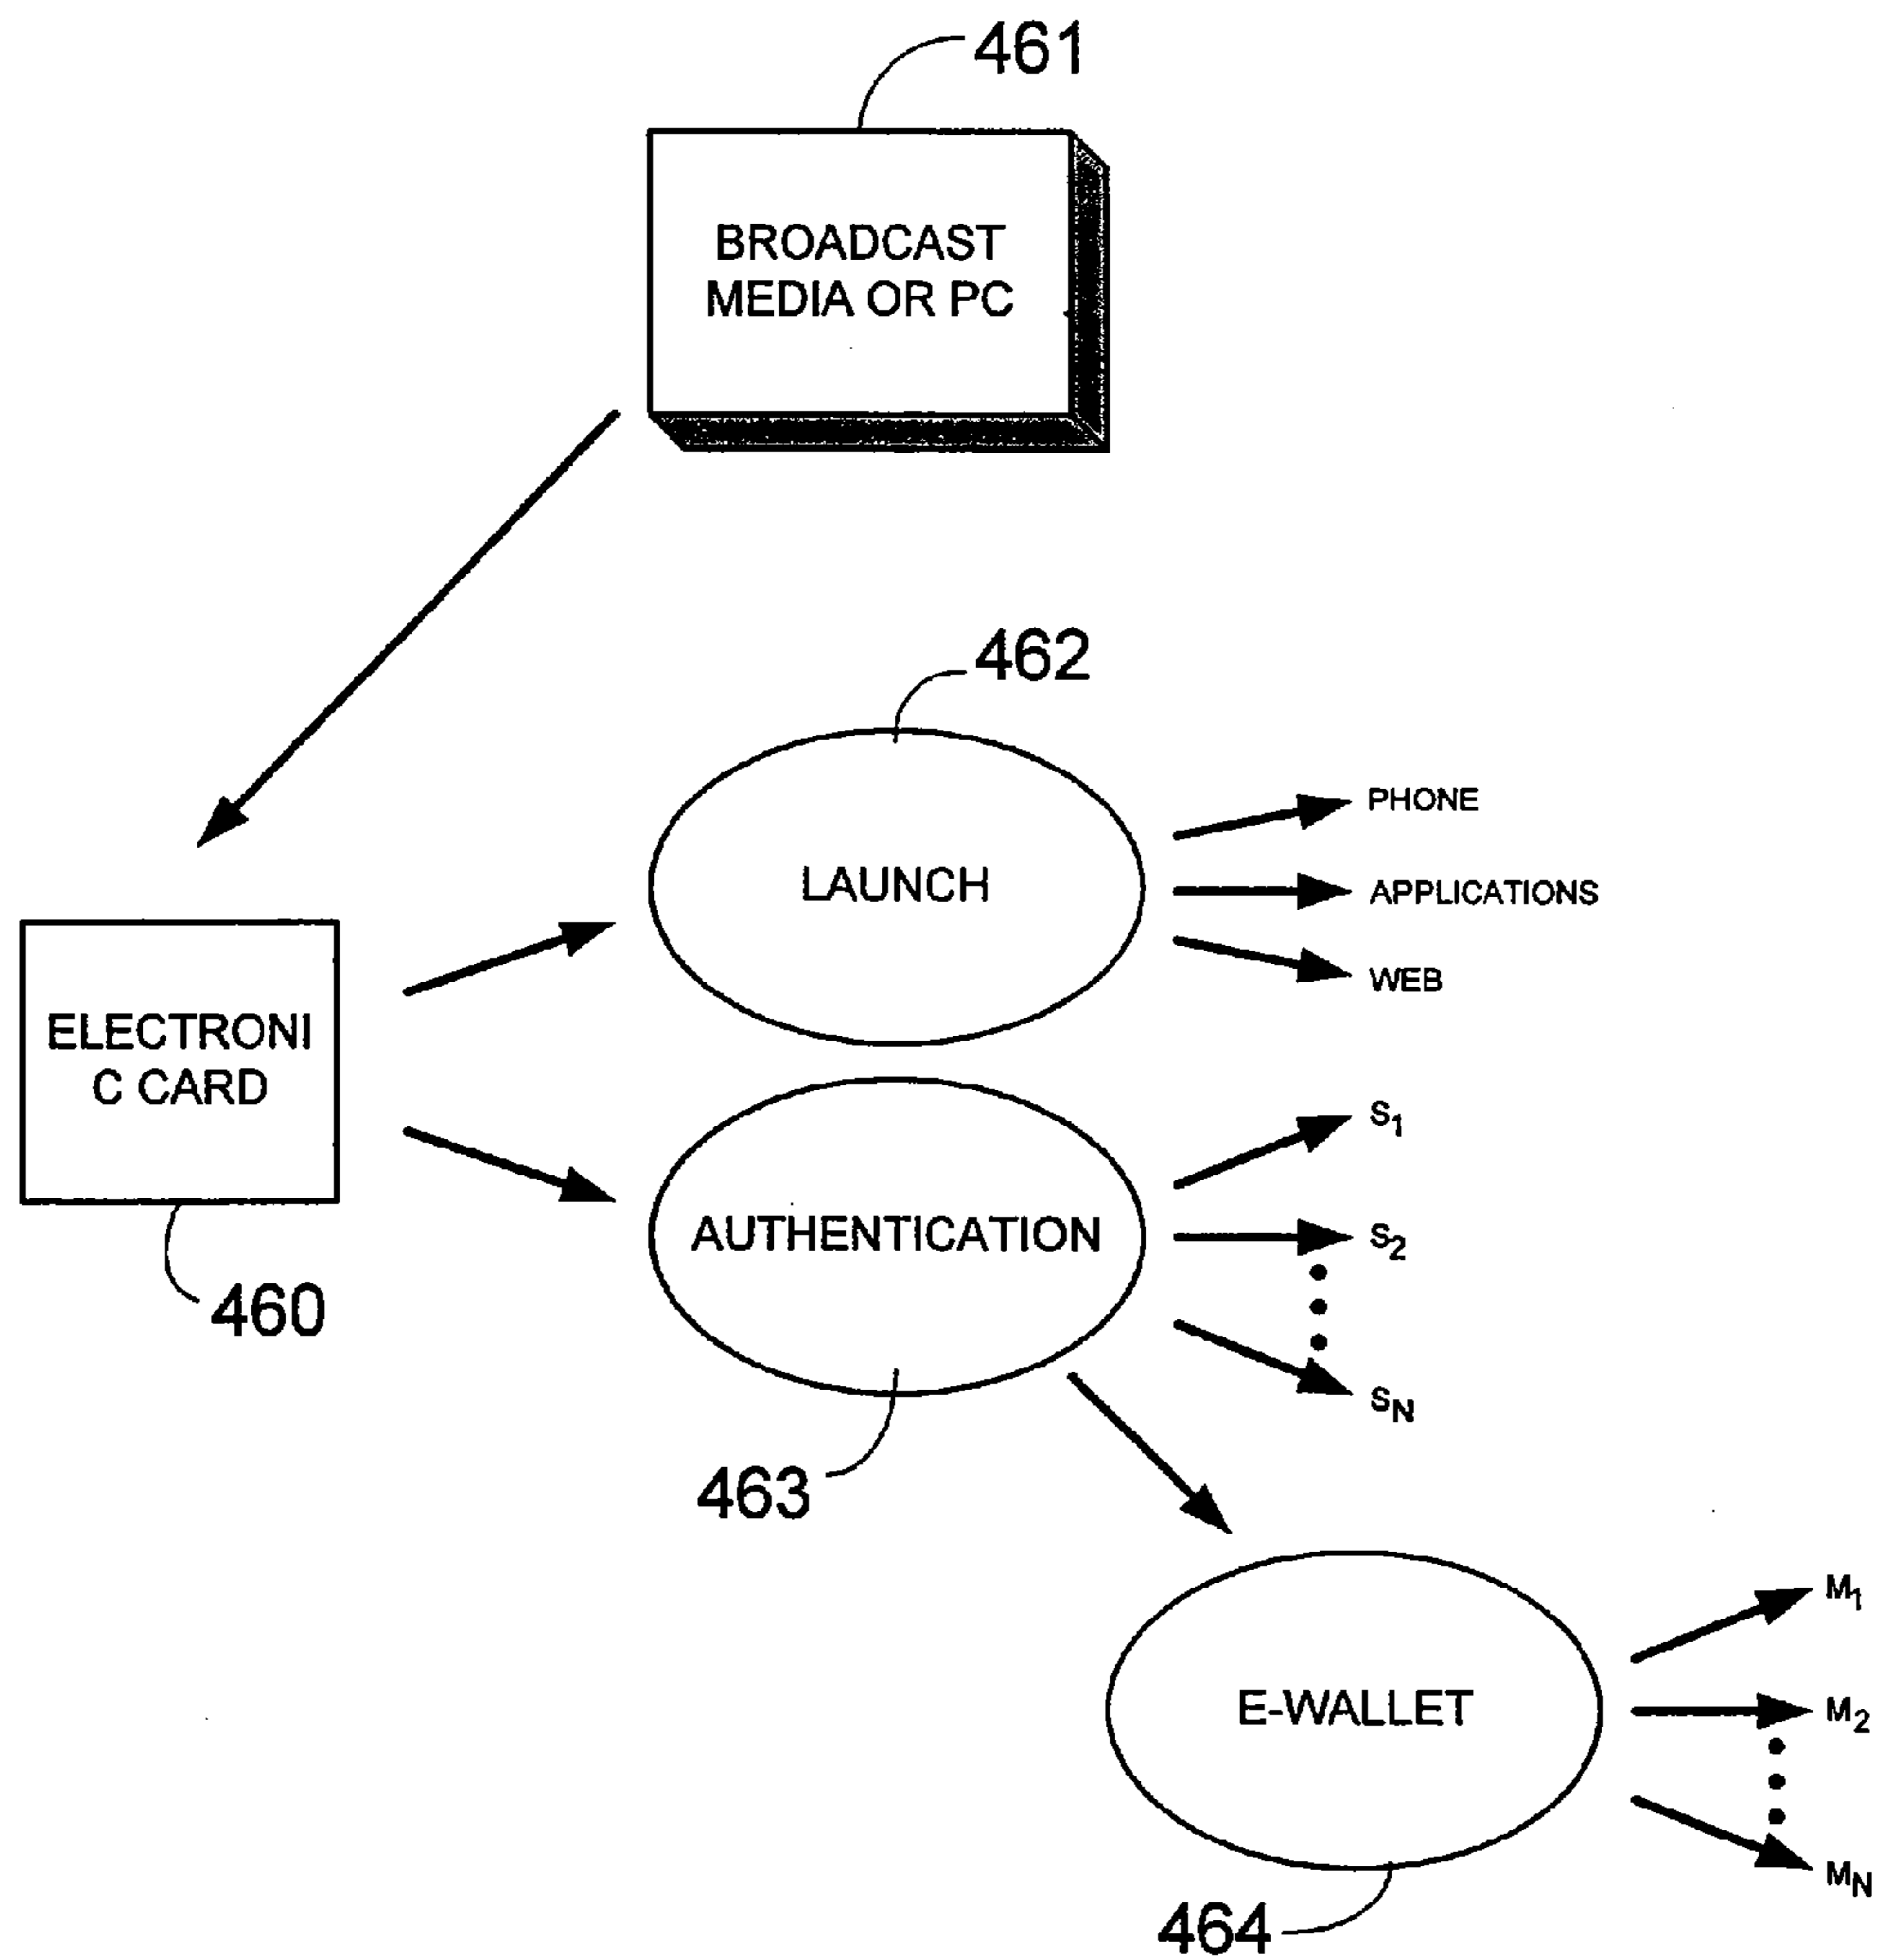 461
BROADCAST
MEDIA OR PC
462
LAUNCH
PHONE
APPLICATIONS
WEB
ELECTRONI
C CARD
460
AUTHENTICATION
S1
S2
SN
463
E-WALLET
M1
M2
MN
464